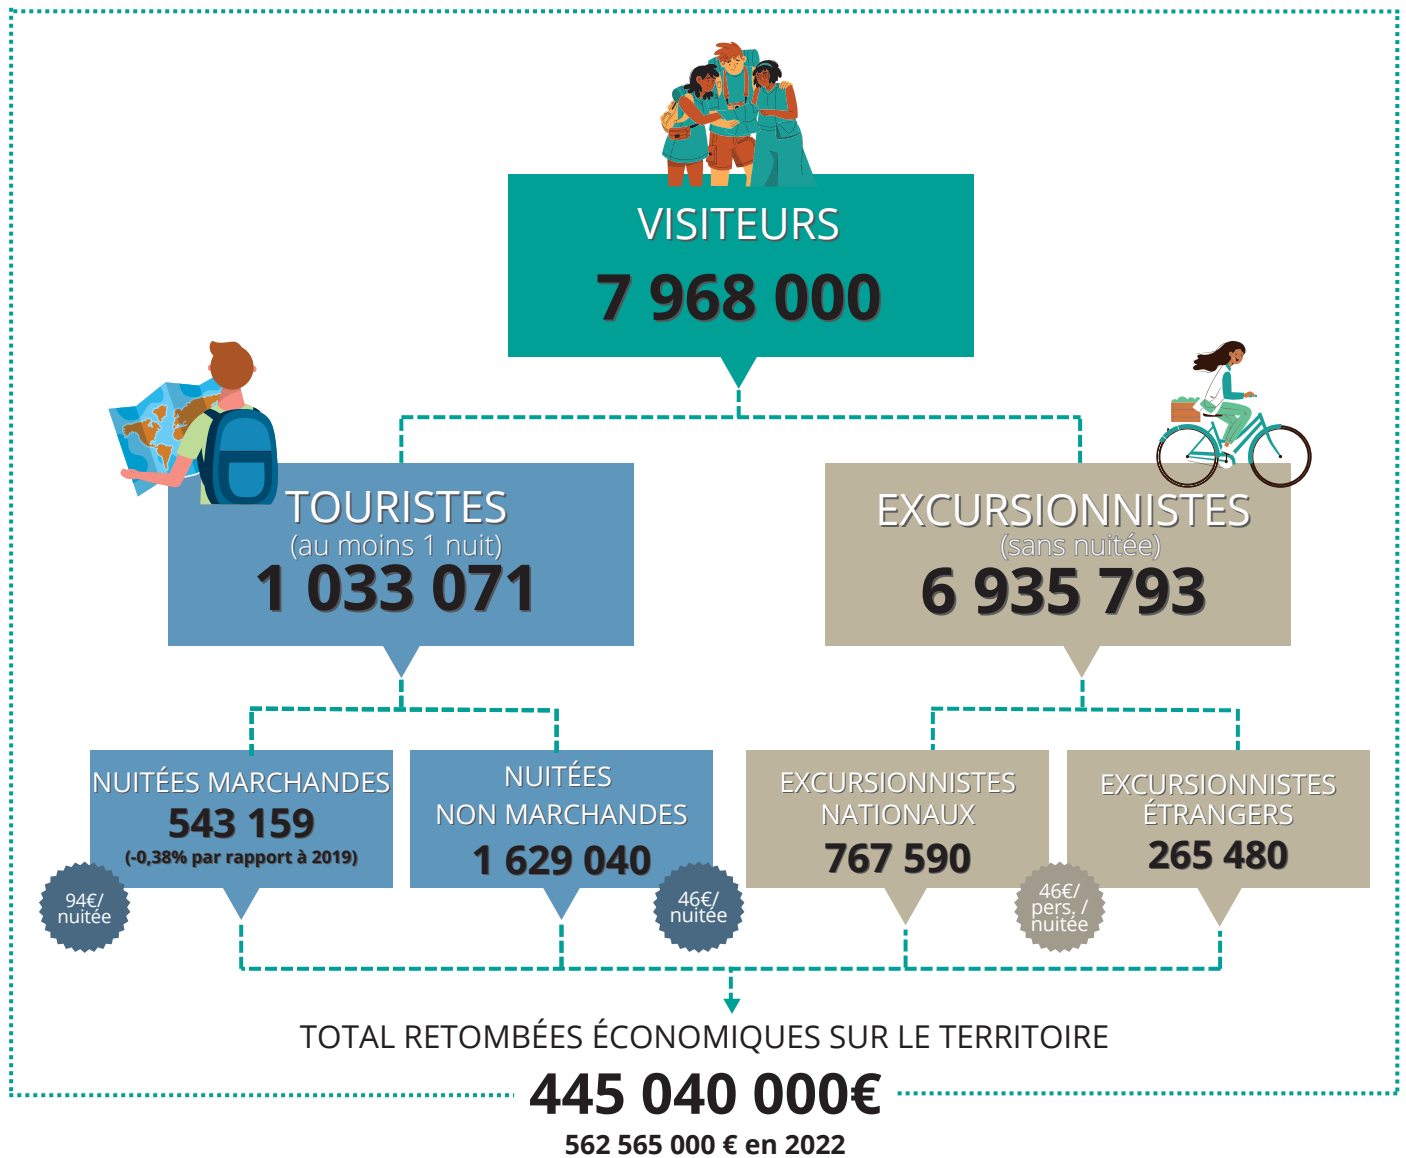 VISITEURS
7 968 000
TOURISTES
(au moins 1 nuit)
1 033 071
EXCURSIONNISTES
(sans nuitée)
6 935 793
NUITÉES MARCHANDES
543 159
(-0,38% par rapport à 2019)
94€/
nuitée
NUITÉES
NON MARCHANDES
1 629 040
46€/
nuitée
EXCURSIONNISTES
NATIONAUX
767 590
46€/
pers. /
nuitée
EXCURSIONNISTES
ÉTRANGERS
265 480
TOTAL RETOMBÉES ÉCONOMIQUES SUR LE TERRITOIRE
445 040 000€
562 565 000 € en 2022